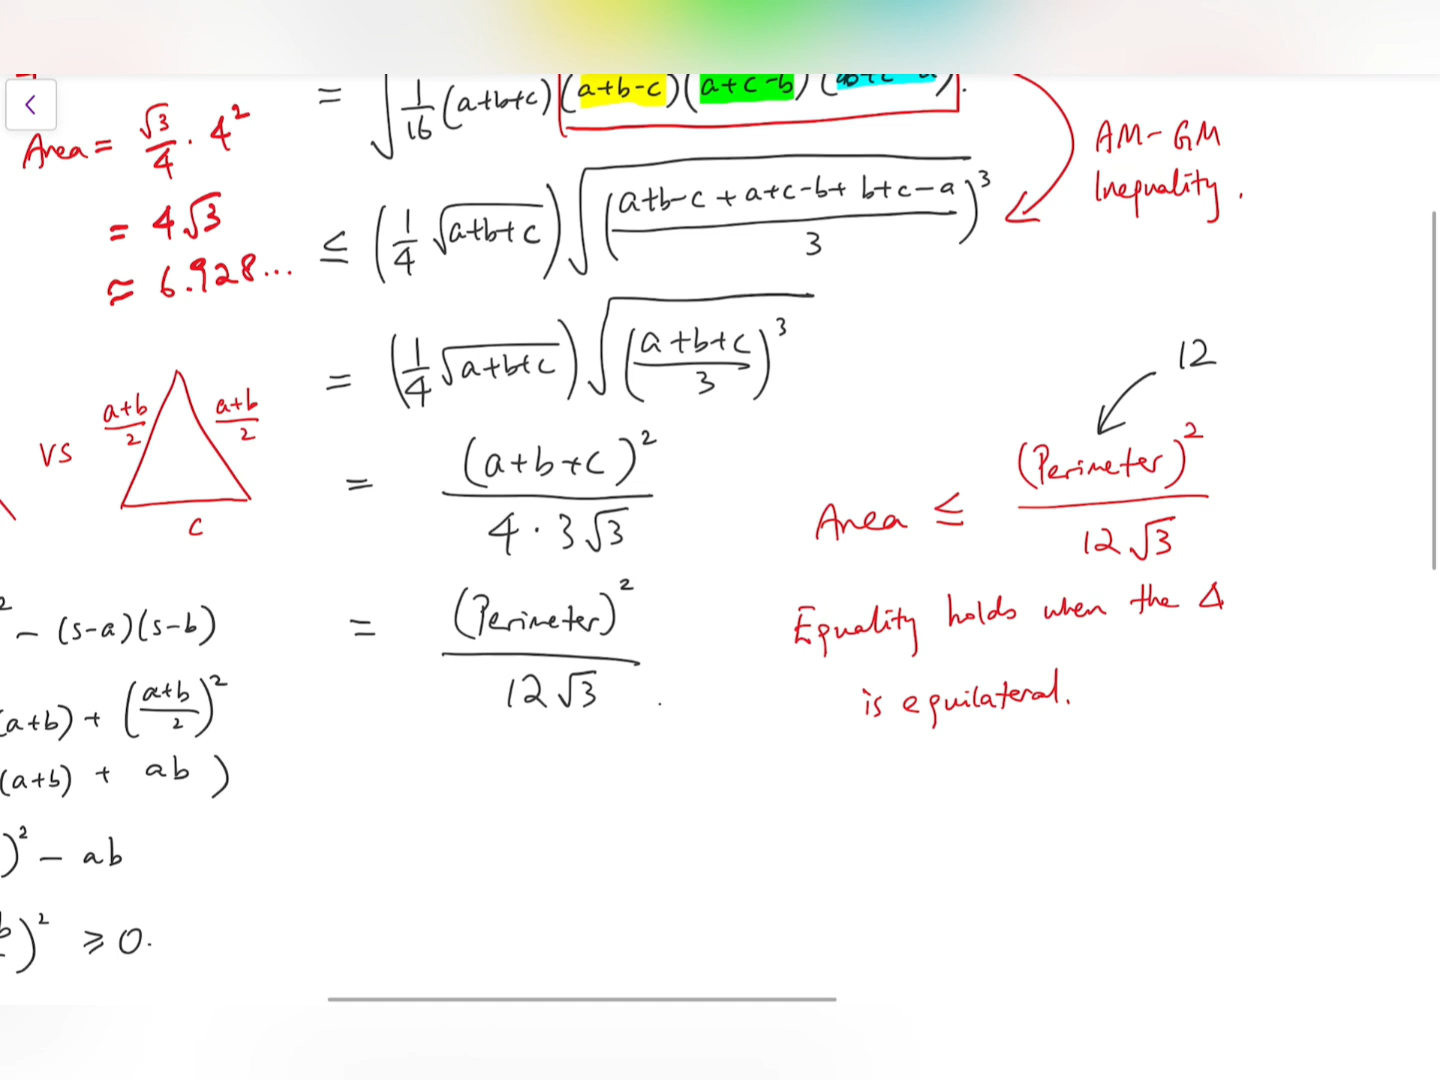 = √(1/16 (a+b+c)(a+b-c)(a+c-b)(b+c-a)).
Area = √3/4 · 4²
= 4√3
≈ 6.928...
≤ (1/4 √(a+b+c)) √((a+b-c + a+c-b + b+c-a)/3)³
AM-GM
Inequality.
= (1/4 √(a+b+c)) √((a+b+c)/3)³
VS
(a+b)/2
(a+b)/2
c
= (a+b+c)²/(4·3√3)
= (Perimeter)²/(12√3) .
12
Area ≤ (Perimeter)²/(12√3)
Equality holds when the Δ
is equilateral.
² - (s-a)(s-b)
(a+b) + ((a+b)/2)²
(a+b) + ab )
)² - ab
)² ≥ 0.